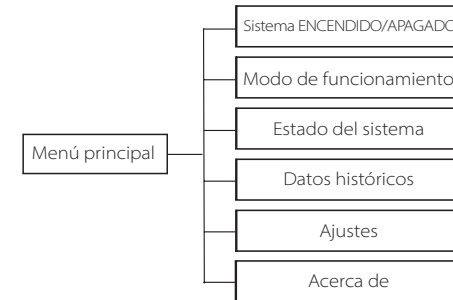 Sistema ENCENDIDO/APAGADO
Modo de funcionamiento
Estado del sistema
Menú principal
Datos históricos
Ajustes
Acerca de